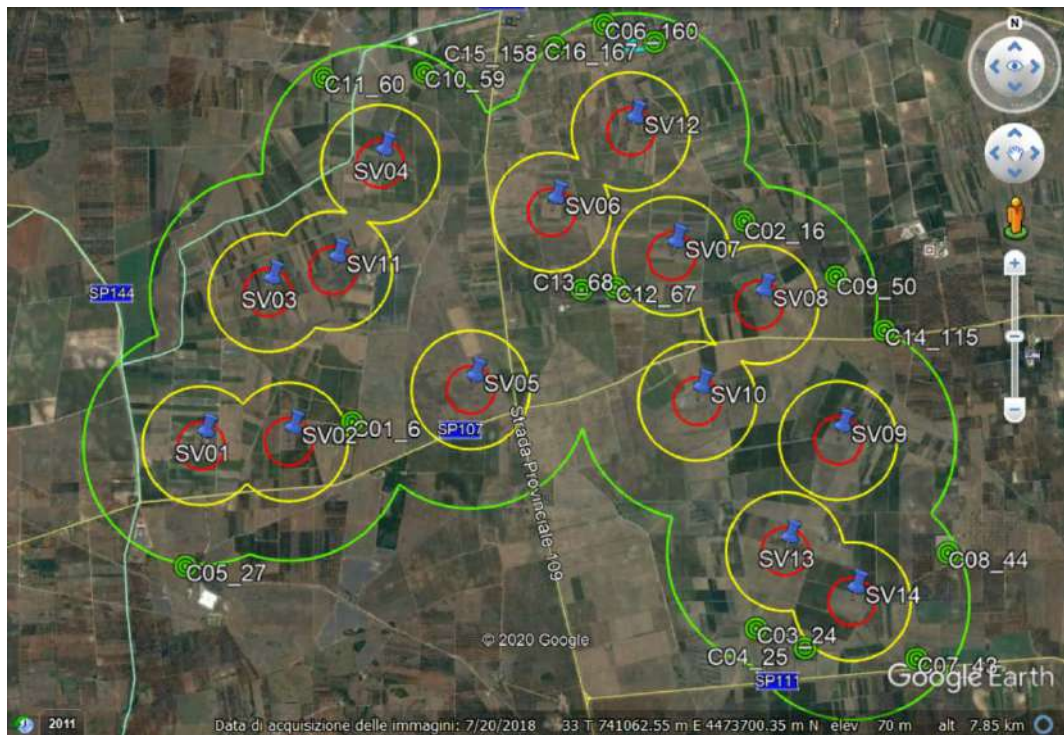 N
C06_160
C15_158
C16_167
C11_60
C10_59
SV12
SV04
SV06
C02_16
SV11
SV07
SV03
C13_68
C12_67
SV08
C09_50
SP144
C14_115
SV05
SV10
SV02
C01_6
SV01
SP107
SV09
Strada Provinciale 109
SV13
C08_44
C05_27
SV14
C03_24
© 2020 Google
C04_25
C07_43
SP111
Google Earth
2011
Data di acquisizione delle immagini: 7/20/2018 33 T 741062.55 m E 4473700.35 m N elev 70 m alt 7.85 km